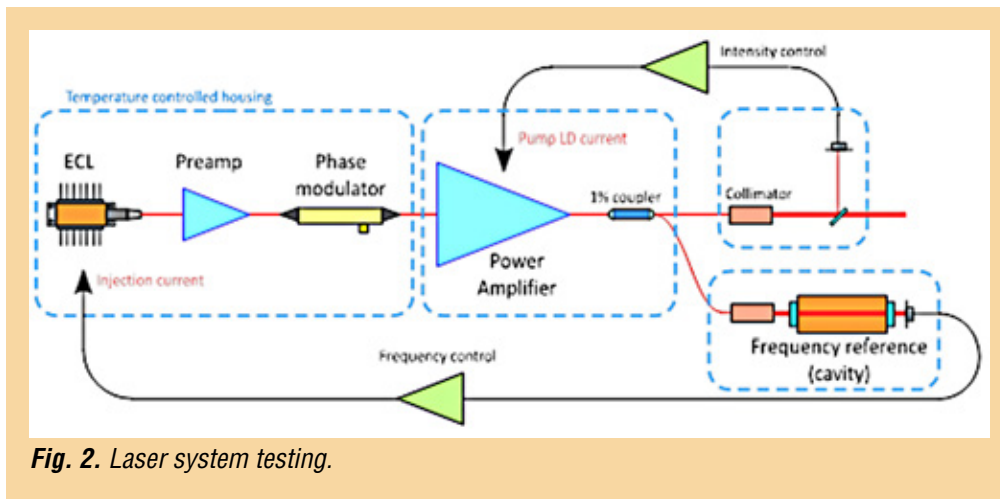 Intensity control
Temperature controlled housing
ECL
Preamp
Phase
modulator
Pump LD current
1% coupler
Collimator
Power
Amplifier
Injection current
Frequency reference
(cavity)
Frequency control
Fig. 2. Laser system testing.